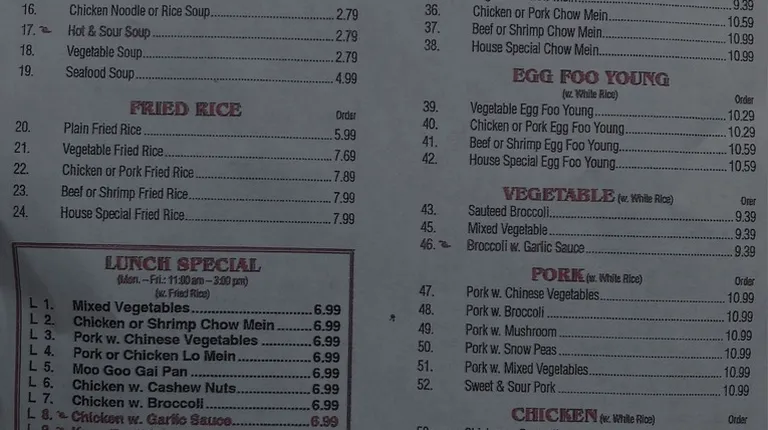 16. Chicken Noodle or Rice Soup 2.79
17. Hot & Sour Soup 2.79
18. Vegetable Soup 2.79
19. Seafood Soup 4.99
FRIED RICE Order
20. Plain Fried Rice 5.99
21. Vegetable Fried Rice 7.69
22. Chicken or Pork Fried Rice 7.89
23. Beef or Shrimp Fried Rice 7.99
24. House Special Fried Rice 7.99
LUNCH SPECIAL
(Mon. – Fri.: 11:00 am – 3:00 pm)
(w. Fried Rice)
L 1. Mixed Vegetables 6.99
L 2. Chicken or Shrimp Chow Mein 6.99
L 3. Pork w. Chinese Vegetables 6.99
L 4. Pork or Chicken Lo Mein 6.99
L 5. Moo Goo Gai Pan 6.99
L 6. Chicken w. Cashew Nuts 6.99
L 7. Chicken w. Broccoli 6.99
L 8. Chicken w. Garlic Sauce 6.99
9.39
36. Chicken or Pork Chow Mein 10.59
37. Beef or Shrimp Chow Mein 10.99
38. House Special Chow Mein 10.99
EGG FOO YOUNG
(w. White Rice) Order
39. Vegetable Egg Foo Young 10.29
40. Chicken or Pork Egg Foo Young 10.29
41. Beef or Shrimp Egg Foo Young 10.59
42. House Special Egg Foo Young 10.59
VEGETABLE (w. White Rice) Orer
43. Sauteed Broccoli 9.39
45. Mixed Vegetable 9.39
46. Broccoli w. Garlic Sauce 9.39
PORK (w. White Rice) Order
47. Pork w. Chinese Vegetables 10.99
48. Pork w. Broccoli 10.99
49. Pork w. Mushroom 10.99
50. Pork w. Snow Peas 10.99
51. Pork w. Mixed Vegetables 10.99
52. Sweet & Sour Pork 10.99
CHICKEN (w. White Rice) Order